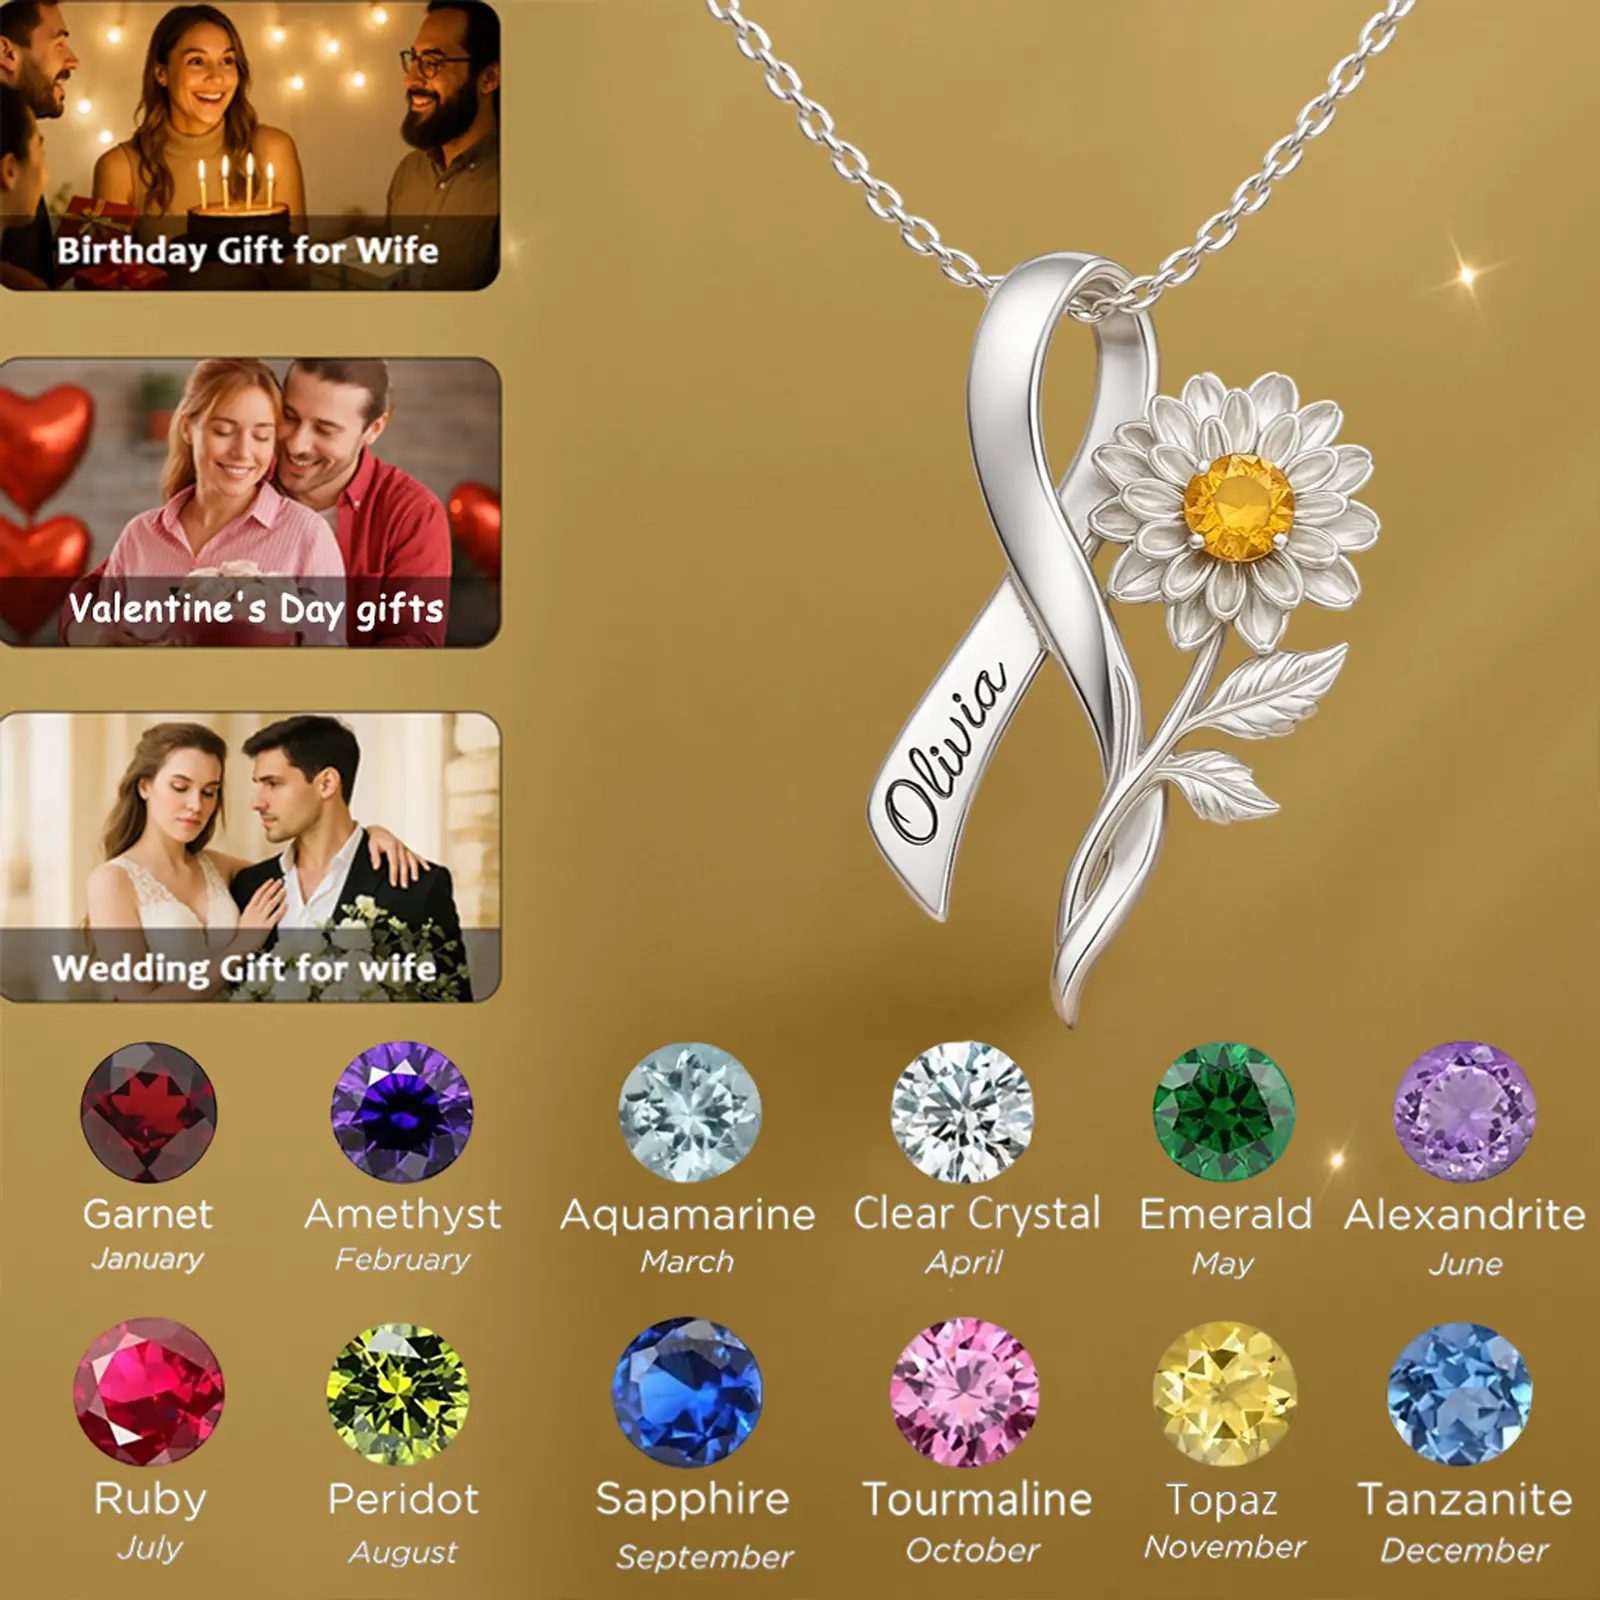 Birthday Gift for Wife
Valentine's Day gifts
Wedding Gift for wife
Olivia
Garnet Amethyst Aquamarine Clear Crystal Emerald Alexandrite
January February March April May June
Ruby Peridot Sapphire Tourmaline Topaz Tanzanite
July August September October November December